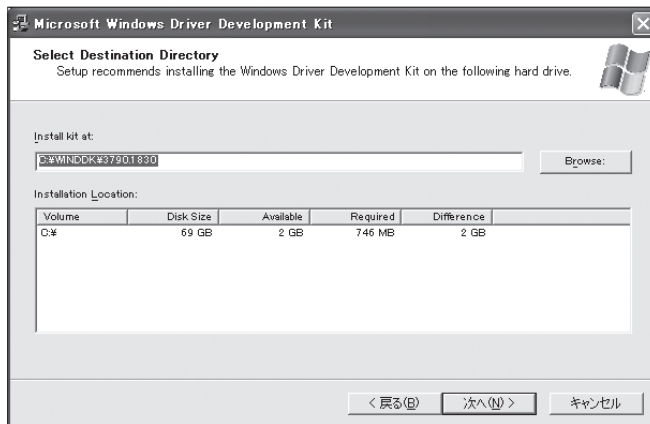 Microsoft Windows Driver Development Kit
Select Destination Directory
Setup recommends installing the Windows Driver Development Kit on the following hard drive.
Install kit at:
C:¥WINDDK¥3790.1830
Browse:
Installation Location:
Volume Disk Size Available Required Difference
C:¥ 69 GB 2 GB 746 MB 2 GB
< 戻る(B) 次へ(N) > キャンセル